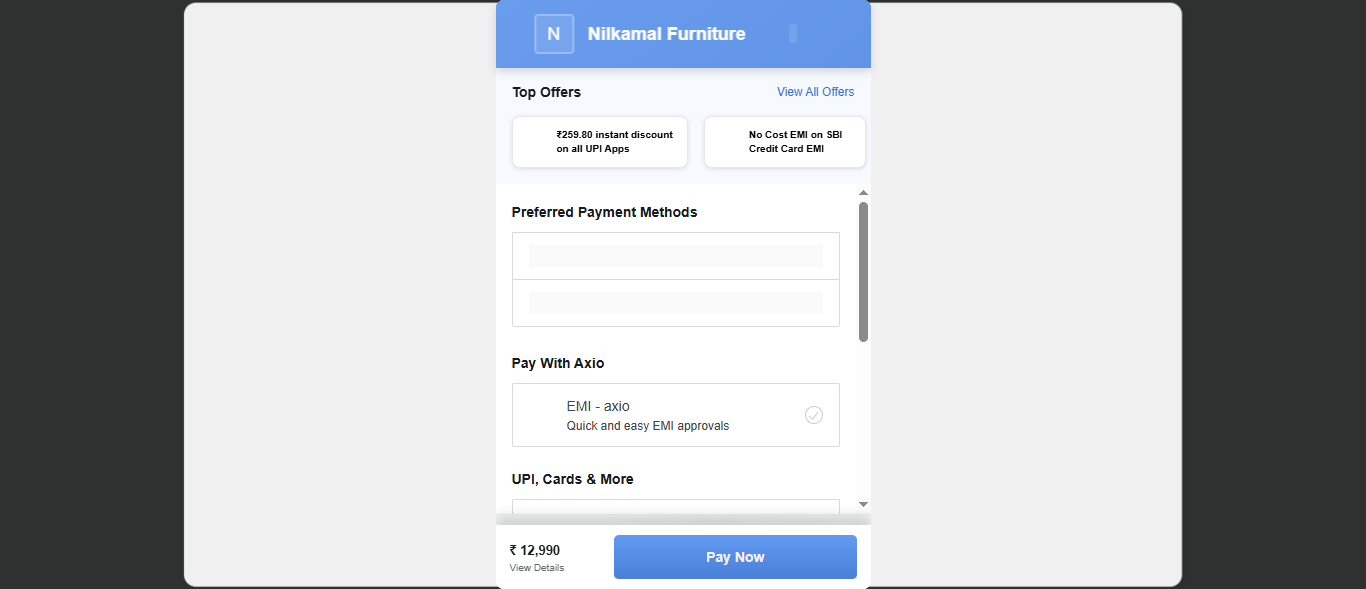 N
Nilkamal Furniture
Top Offers
View All Offers
₹259.80 instant discount
on all UPI Apps
No Cost EMI on SBI
Credit Card EMI
Preferred Payment Methods
Pay With Axio
EMI - axio
Quick and easy EMI approvals
UPI, Cards & More
₹ 12,990
View Details
Pay Now